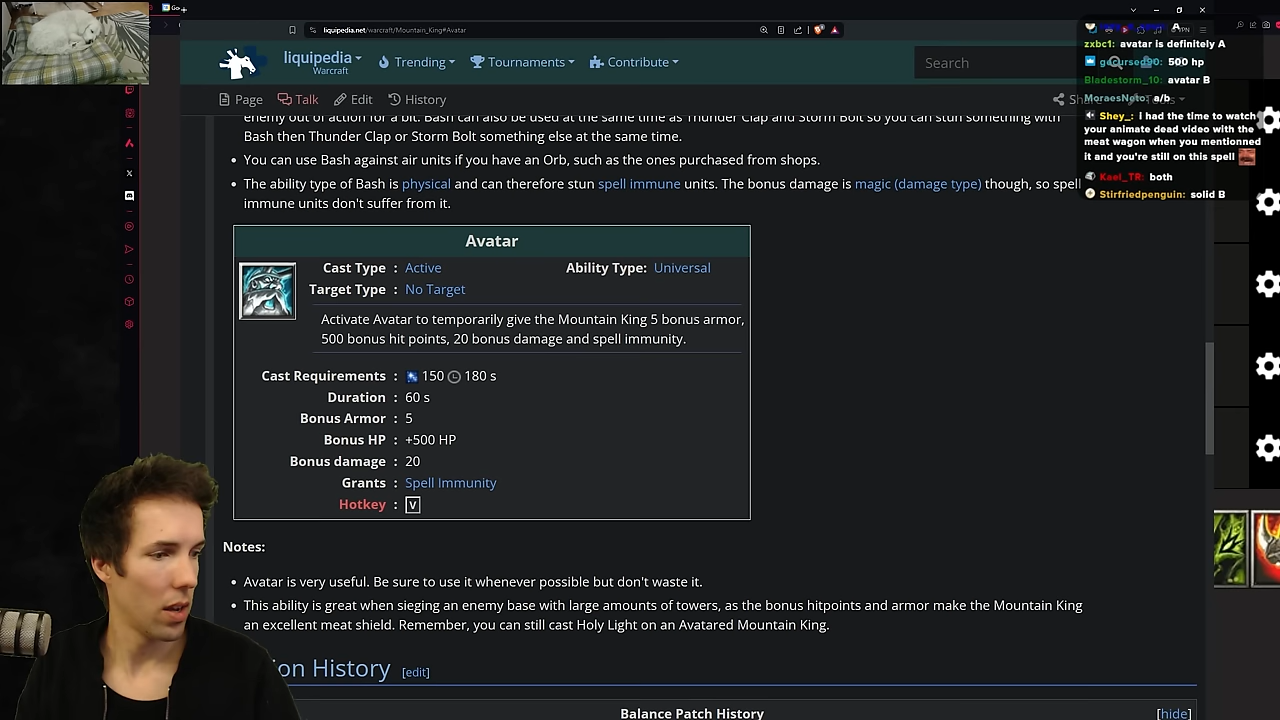 liquipedia.net/warcraft/Mountain_King#Avatar
liquipedia
Warcraft
Trending
Tournaments
Contribute
Search
Page
Talk
Edit
History
enemy out of action for a bit. Bash can also be used at the same time as Thunder Clap and Storm Bolt so you can stun something with
Bash then Thunder Clap or Storm Bolt something else at the same time.
• You can use Bash against air units if you have an Orb, such as the ones purchased from shops.
• The ability type of Bash is physical and can therefore stun spell immune units. The bonus damage is magic (damage type) though, so spell
immune units don't suffer from it.
Avatar
Cast Type : Active
Ability Type: Universal
Target Type : No Target
Activate Avatar to temporarily give the Mountain King 5 bonus armor,
500 bonus hit points, 20 bonus damage and spell immunity.
Cast Requirements : 150 180 s
Duration : 60 s
Bonus Armor : 5
Bonus HP : +500 HP
Bonus damage : 20
Grants : Spell Immunity
Hotkey : V
Notes:
• Avatar is very useful. Be sure to use it whenever possible but don't waste it.
• This ability is great when sieging an enemy base with large amounts of towers, as the bonus hitpoints and armor make the Mountain King
an excellent meat shield. Remember, you can still cast Holy Light on an Avatared Mountain King.
ion History [edit]
Balance Patch History
[hide]
zxbc1: avatar is definitely A
500 hp
Bladestorm_10: avatar B
MoraesNoto: a/b
Shey_: i had the time to watch
your animate dead video with the
meat wagon when you mentionned
it and you're still on this spell
Kael_TR: both
Stirfriedpenguin: solid B